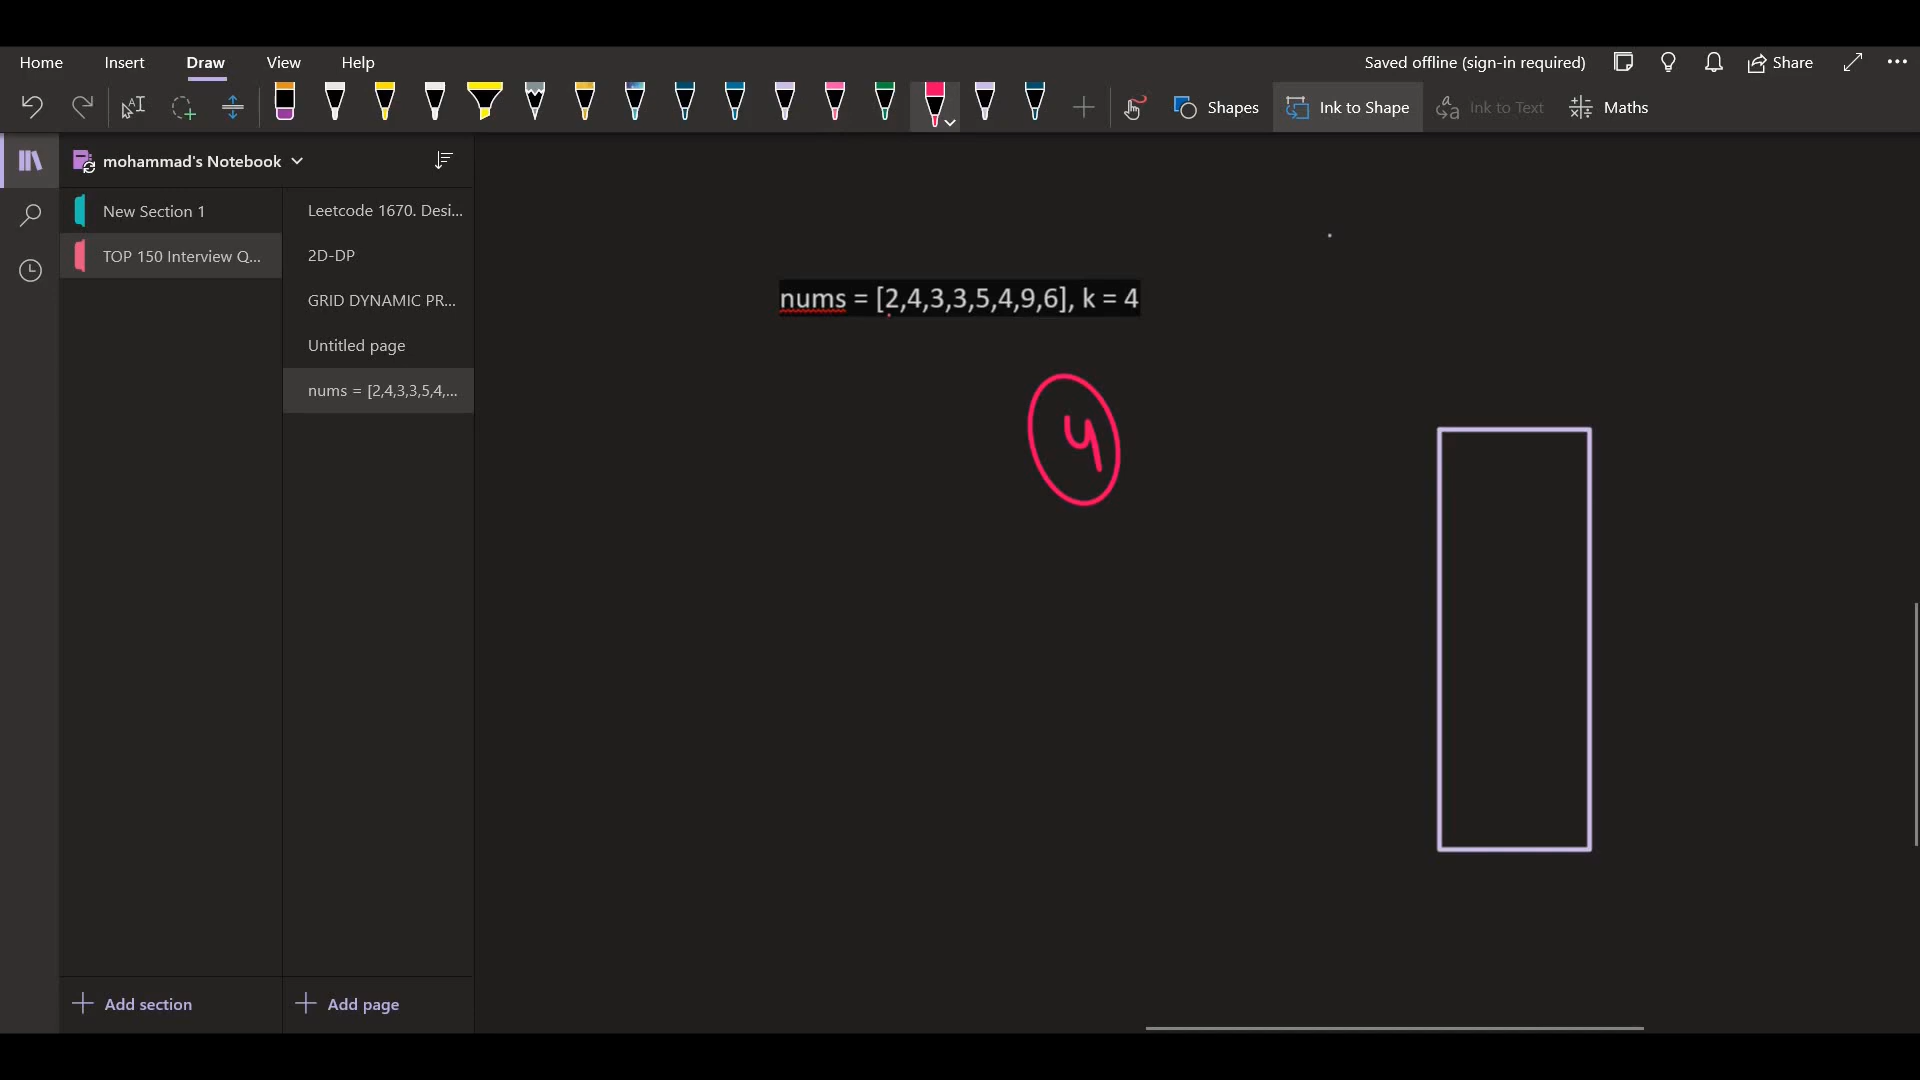 Home Insert Draw View Help Saved offline (sign-in required) Share
Shapes Ink to Shape Ink to Text Maths
mohammad's Notebook
New Section 1
TOP 150 Interview Q...
Leetcode 1670. Desi...
2D-DP
GRID DYNAMIC PR...
Untitled page
nums = [2,4,3,3,5,4,...
nums = [2,4,3,3,5,4,9,6], k = 4
4
Add section
Add page